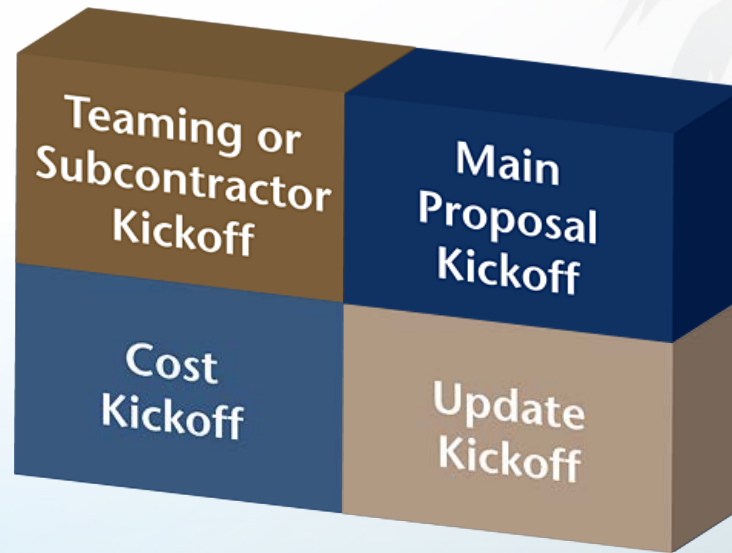 Teaming or
Subcontractor
Kickoff
Main
Proposal
Kickoff
Cost
Kickoff
Update
Kickoff